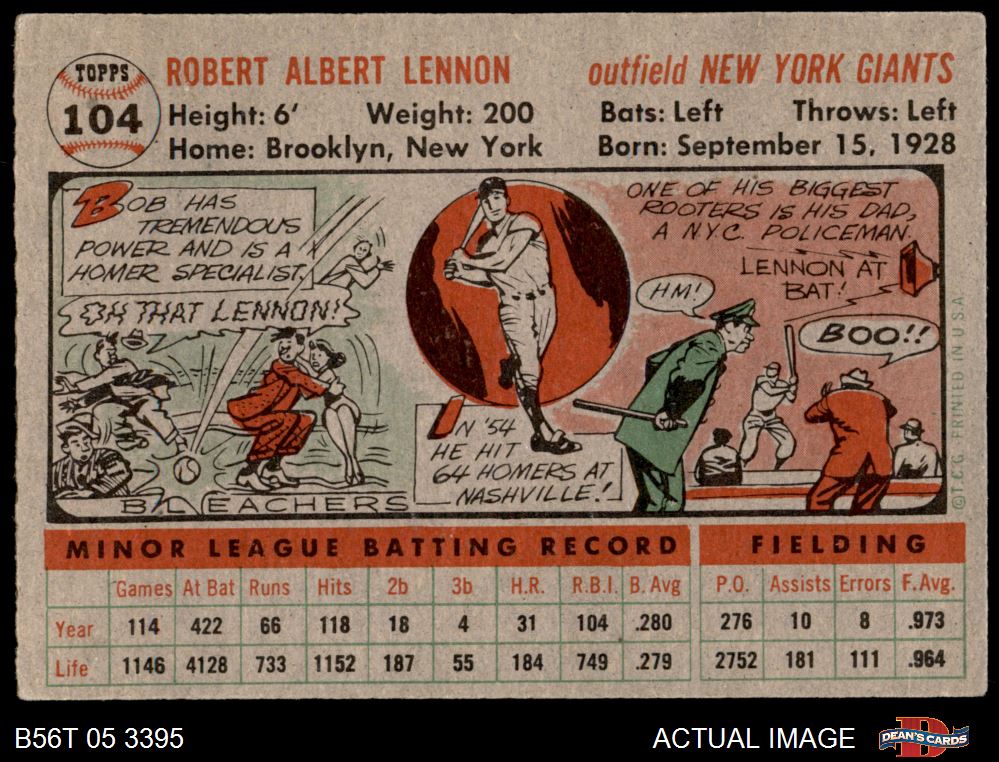 TOPPS
104
ROBERT ALBERT LENNON
outfield NEW YORK GIANTS
Height: 6' Weight: 200 Bats: Left Throws: Left
Home: Brooklyn, New York Born: September 15, 1928
BOB HAS
TREMENDOUS
POWER AND IS A
HOMER SPECIALIST.
OH THAT LENNON!
BLEACHERS
IN '54
HE HIT
64 HOMERS AT
NASHVILLE!
ONE OF HIS BIGGEST
ROOTERS IS HIS DAD,
A N.Y.C. POLICEMAN.
LENNON AT
BAT!
HM!
BOO!!
©T.C.G. PRINTED IN U.S.A.
MINOR LEAGUE BATTING RECORD FIELDING
Games At Bat Runs Hits 2b 3b H.R. R.B.I. B. Avg P.O. Assists Errors F. Avg.
Year 114 422 66 118 18 4 31 104 .280 276 10 8 .973
Life 1146 4128 733 1152 187 55 184 749 .279 2752 181 111 .964
B56T 05 3395
ACTUAL IMAGE
D
DEAN'S CARDS